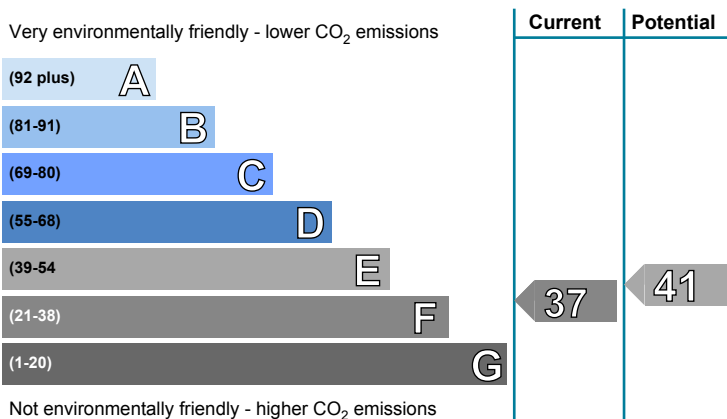 Very environmentally friendly - lower CO2 emissions
Current
Potential
(92 plus) A
(81-91) B
(69-80) C
(55-68) D
(39-54 E
(21-38) F
(1-20) G
37
41
Not environmentally friendly - higher CO2 emissions